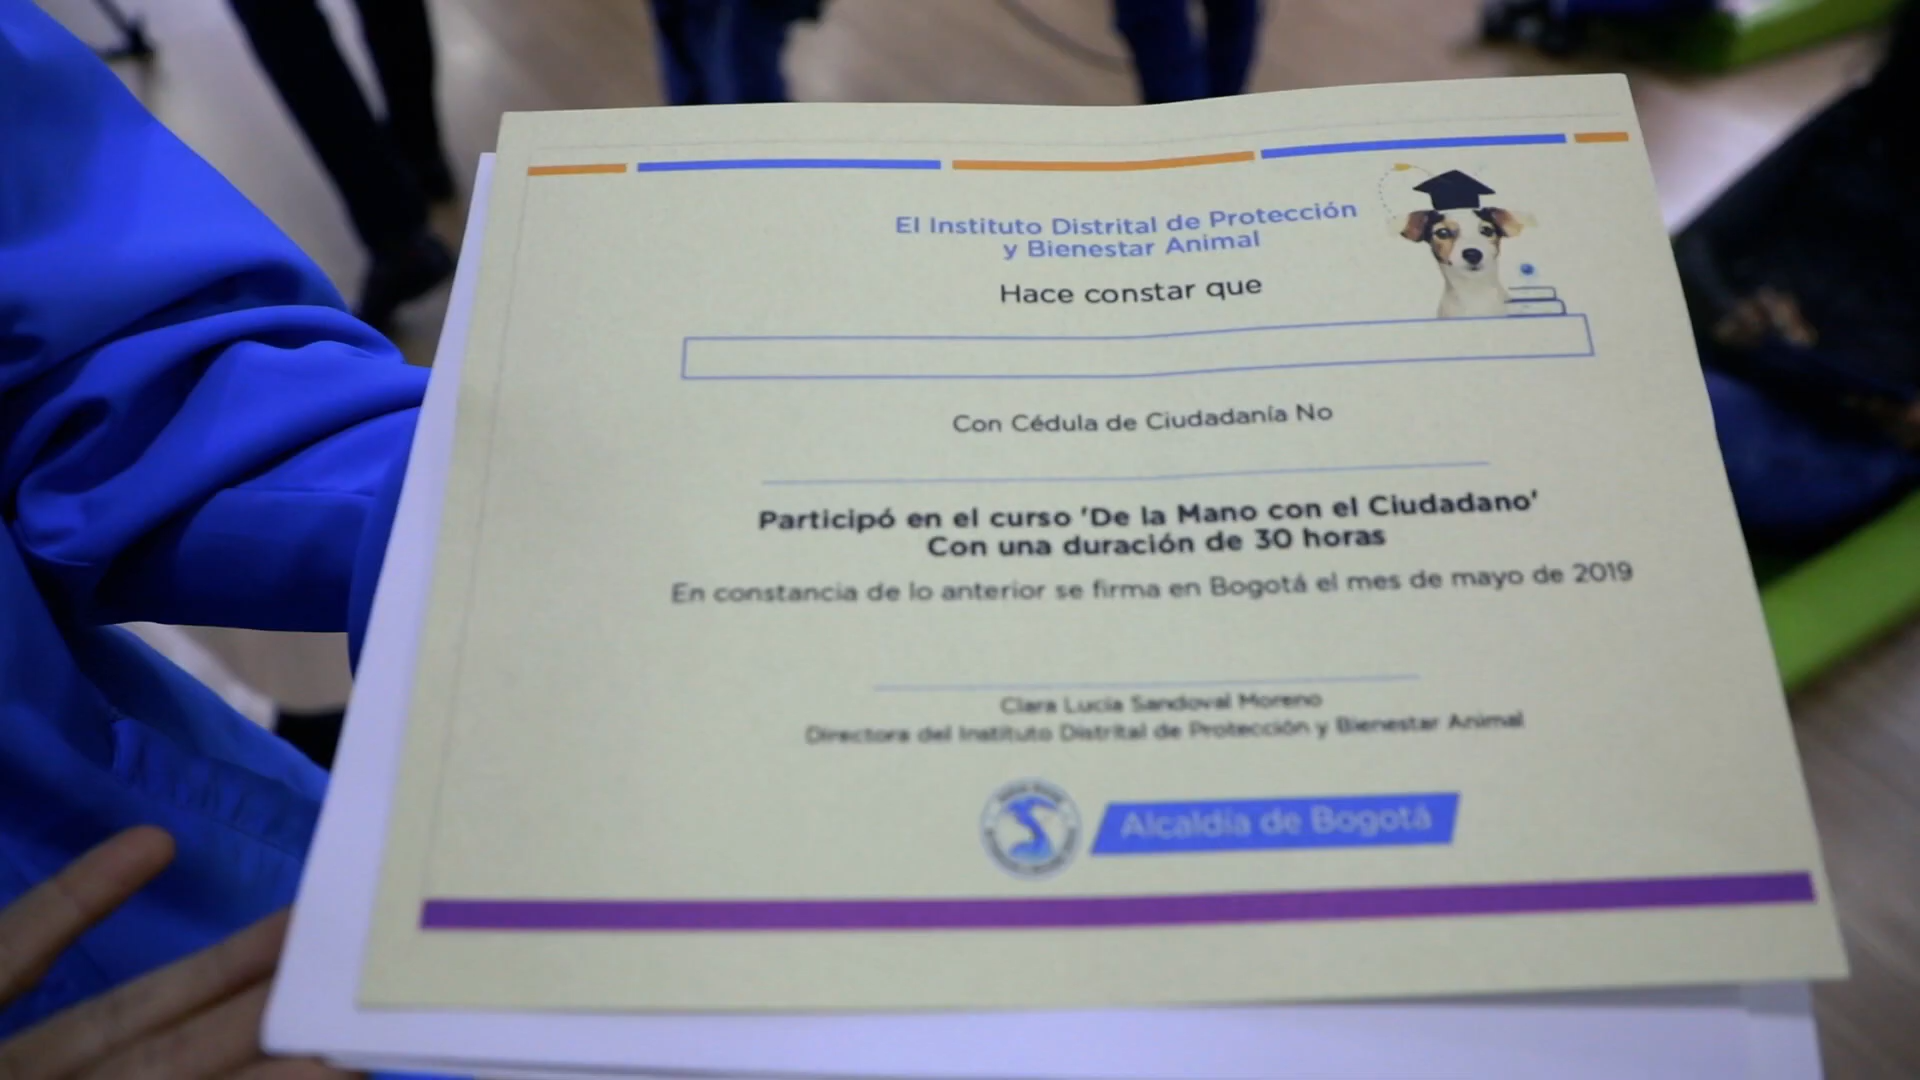 El Instituto Distrital de Protección
y Bienestar Animal
Hace constar que
Con Cédula de Ciudadanía No
Participó en el curso 'De la Mano con el Ciudadano'
Con una duración de 30 horas
En constancia de lo anterior se firma en Bogotá el mes de mayo de 2019
Clara Lucía Sandoval Moreno
Directora del Instituto Distrital de Protección y Bienestar Animal
Alcaldía de Bogotá